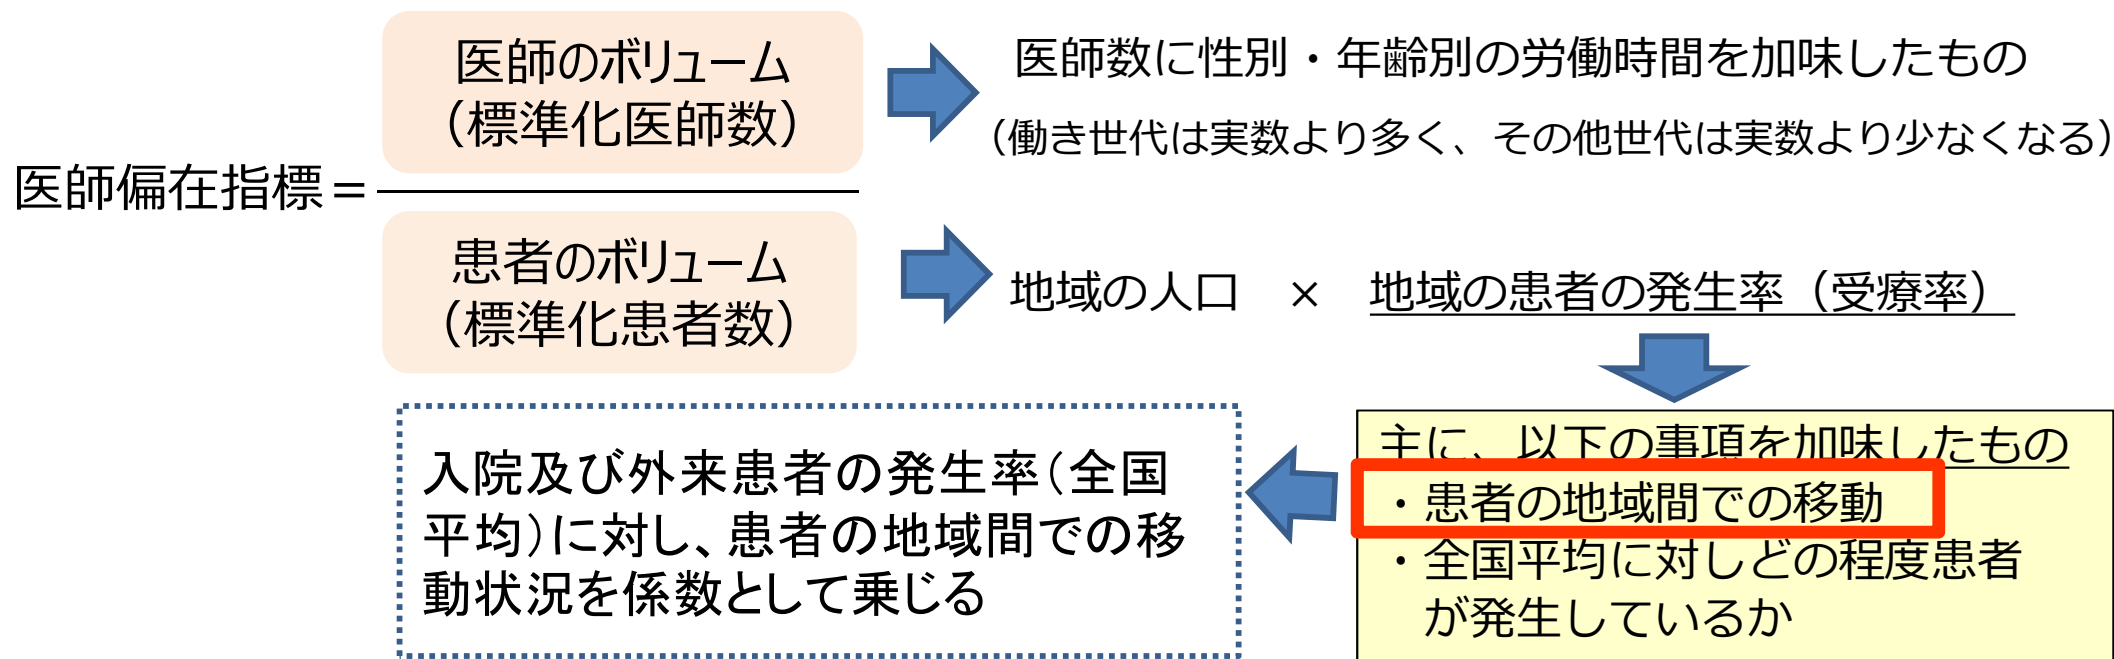 医師のボリューム
（標準化医師数）
医師数に性別・年齢別の労働時間を加味したもの
（働き世代は実数より多く、その他世代は実数より少なくなる）
医師偏在指標＝
患者のボリューム
（標準化患者数）
地域の人口　×　地域の患者の発生率（受療率）
主に、以下の事項を加味したもの
・患者の地域間での移動
・全国平均に対しどの程度患者
が発生しているか
入院及び外来患者の発生率（全国
平均）に対し、患者の地域間での移
動状況を係数として乗じる